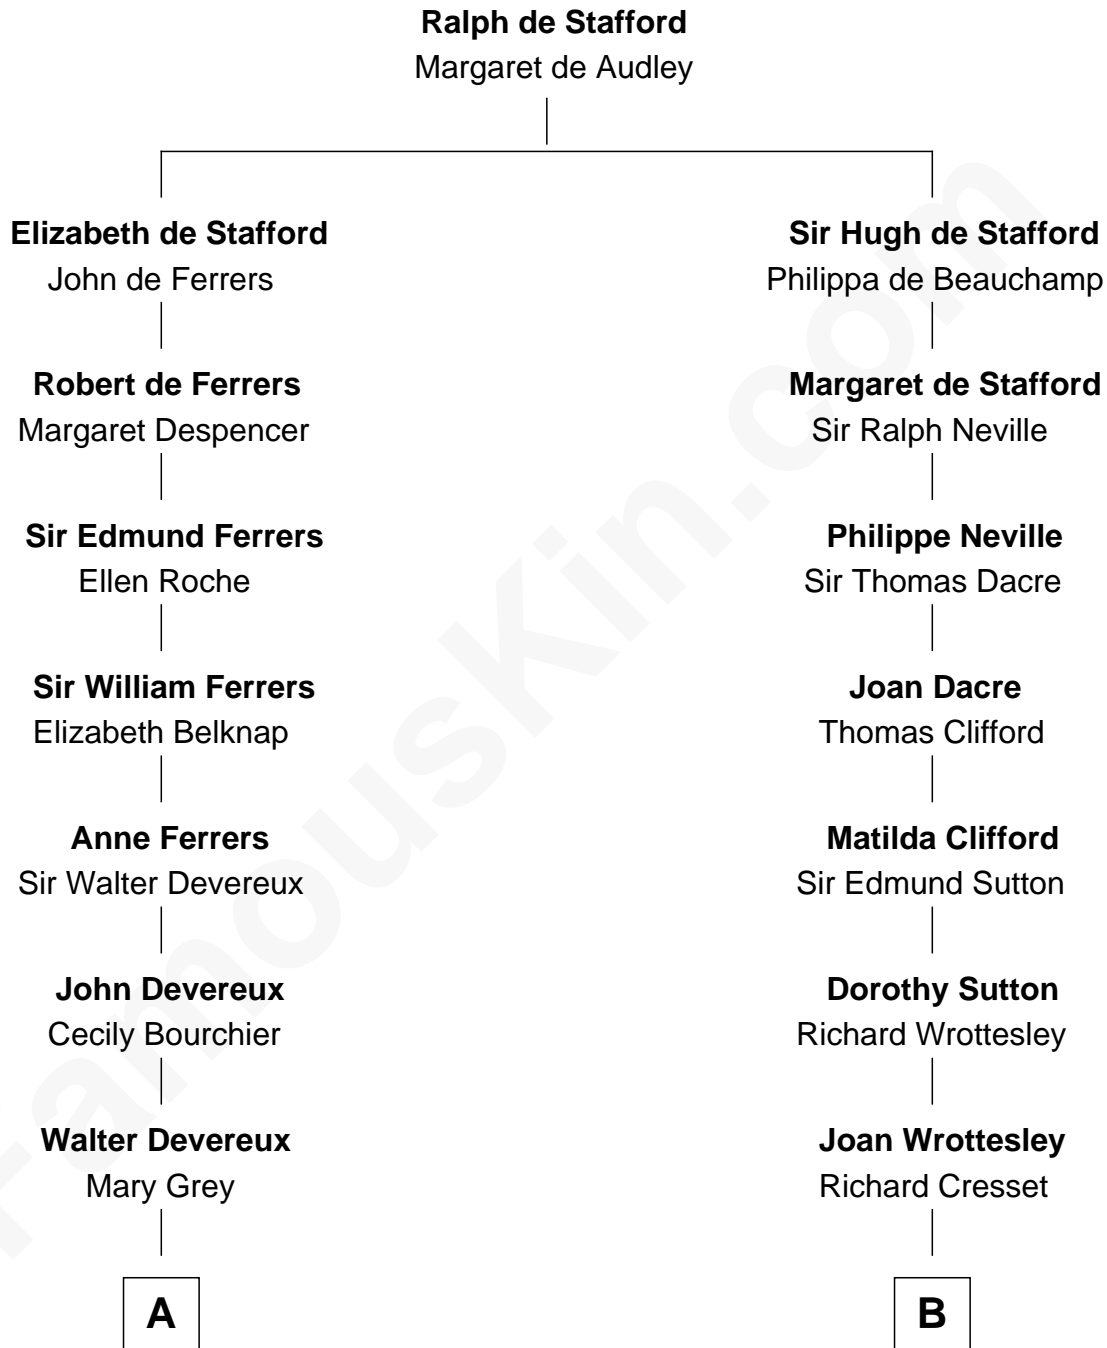 Ralph de Stafford
Margaret de Audley
Elizabeth de Stafford
John de Ferrers
Robert de Ferrers
Margaret Despencer
Sir Edmund Ferrers
Ellen Roche
Sir William Ferrers
Elizabeth Belknap
Anne Ferrers
Sir Walter Devereux
John Devereux
Cecily Bourchier
Walter Devereux
Mary Grey
A
Sir Hugh de Stafford
Philippa de Beauchamp
Margaret de Stafford
Sir Ralph Neville
Philippe Neville
Sir Thomas Dacre
Joan Dacre
Thomas Clifford
Matilda Clifford
Sir Edmund Sutton
Dorothy Sutton
Richard Wrottesley
Joan Wrottesley
Richard Cresset
B
FamousKin.com